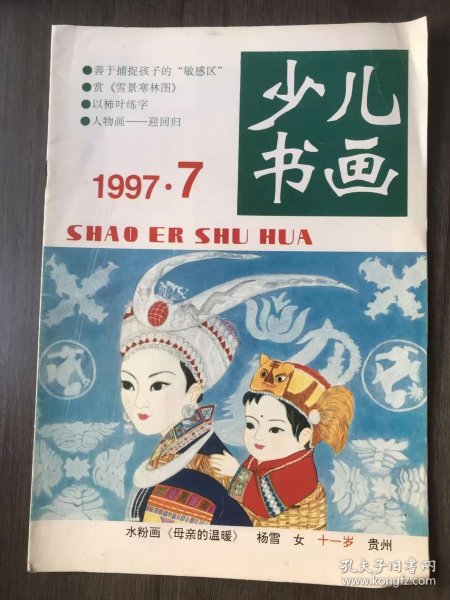 ●善于捕捉孩子的“敏感区”
●赏《雪景寒林图》
●以柿叶练字
●人物画——迎回归
少儿
书画
1997·7
SHAO ER SHU HUA
水粉画《母亲的温暖》 杨雪 女 十一岁 贵州
孔夫子旧书网
book.kongfz.com